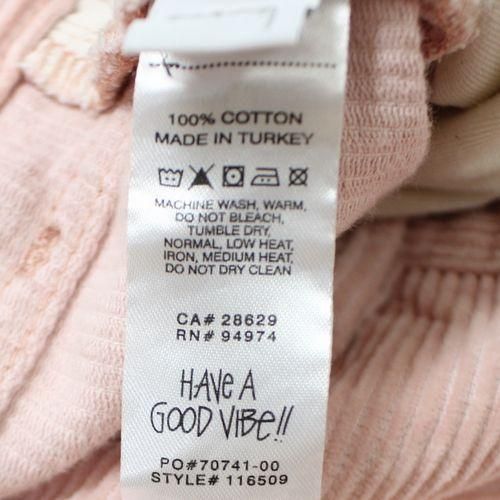 100% COTTON
MADE IN TURKEY
MACHINE WASH, WARM,
DO NOT BLEACH,
TUMBLE DRY,
NORMAL, LOW HEAT,
IRON, MEDIUM HEAT,
DO NOT DRY CLEAN
CA# 28629
RN# 94974
HAVE A
GOOD VIBE!!
PO#70741-00
STYLE# 116509